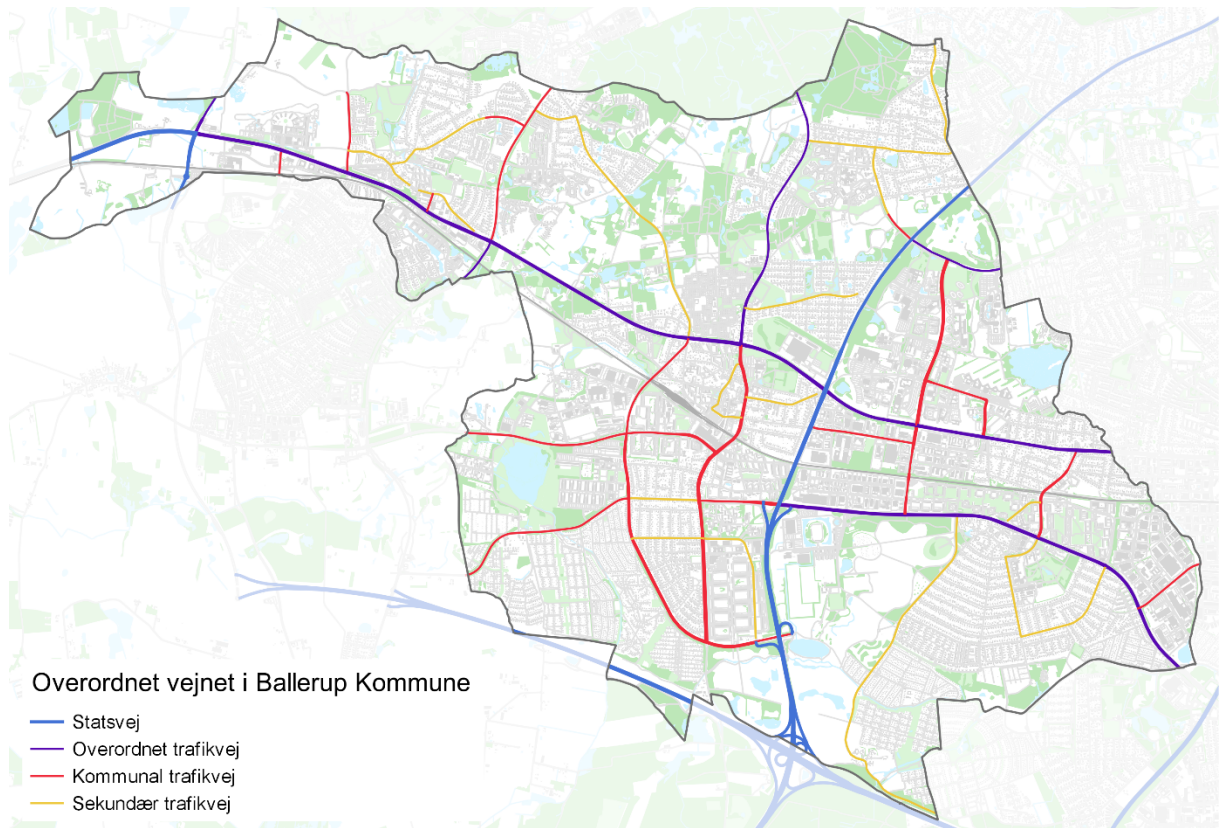 Overordnet vejnet i Ballerup Kommune
Statsvej
Overordnet trafikvej
Kommunal trafikvej
Sekundær trafikvej